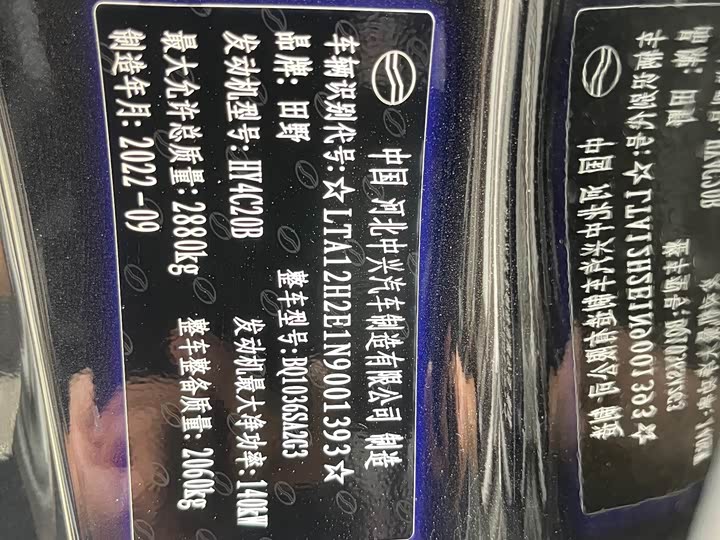 中国 河北中兴汽车制造有限公司 制造
车辆识别代号:☆LTA12H2E1N9001393☆
品牌: 田野 整车型号:BQ1036SA2G3
发动机型号: HY4C20B 发动机最大净功率: 140kW
最大允许总质量: 2880kg 整车整备质量: 2060kg
制造年月: 2022-09